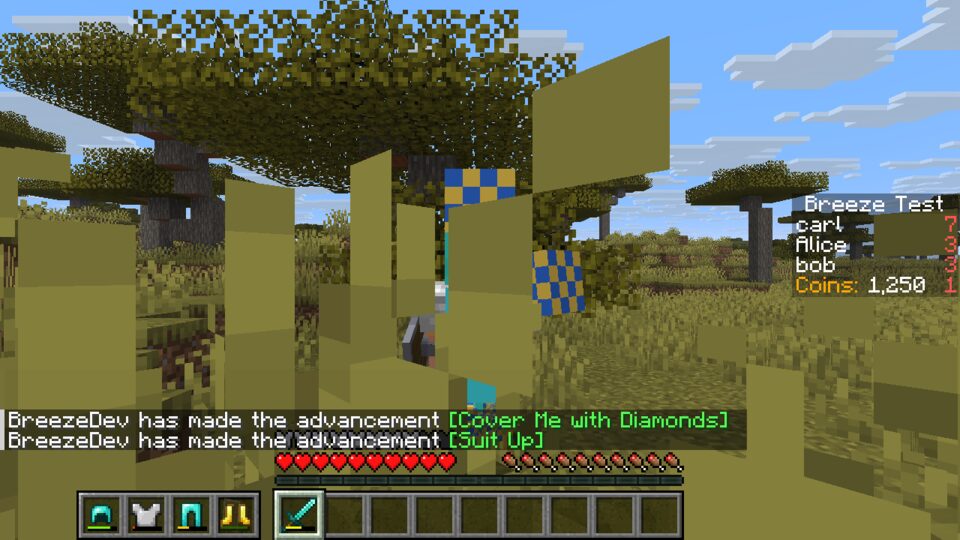 Breeze Test
carl 7
Alice 3
bob 3
Coins: 1,250 1
BreezeDev has made the advancement [Cover Me with Diamonds]
BreezeDev has made the advancement [Suit Up]